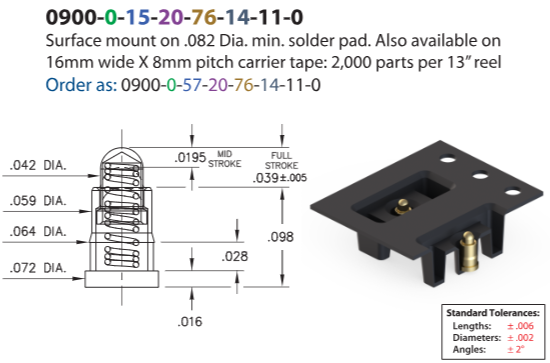 0900-0-15-20-76-14-11-0
Surface mount on .082 Dia. min. solder pad. Also available on
16mm wide X 8mm pitch carrier tape: 2,000 parts per 13” reel
Order as: 0900-0-57-20-76-14-11-0
.042 DIA.
.059 DIA.
.064 DIA.
.072 DIA.
.0195 MID STROKE
FULL STROKE
.039±.005
.098
.028
.016
Standard Tolerances:
Lengths: ± .006
Diameters: ± .002
Angles: ± 2°